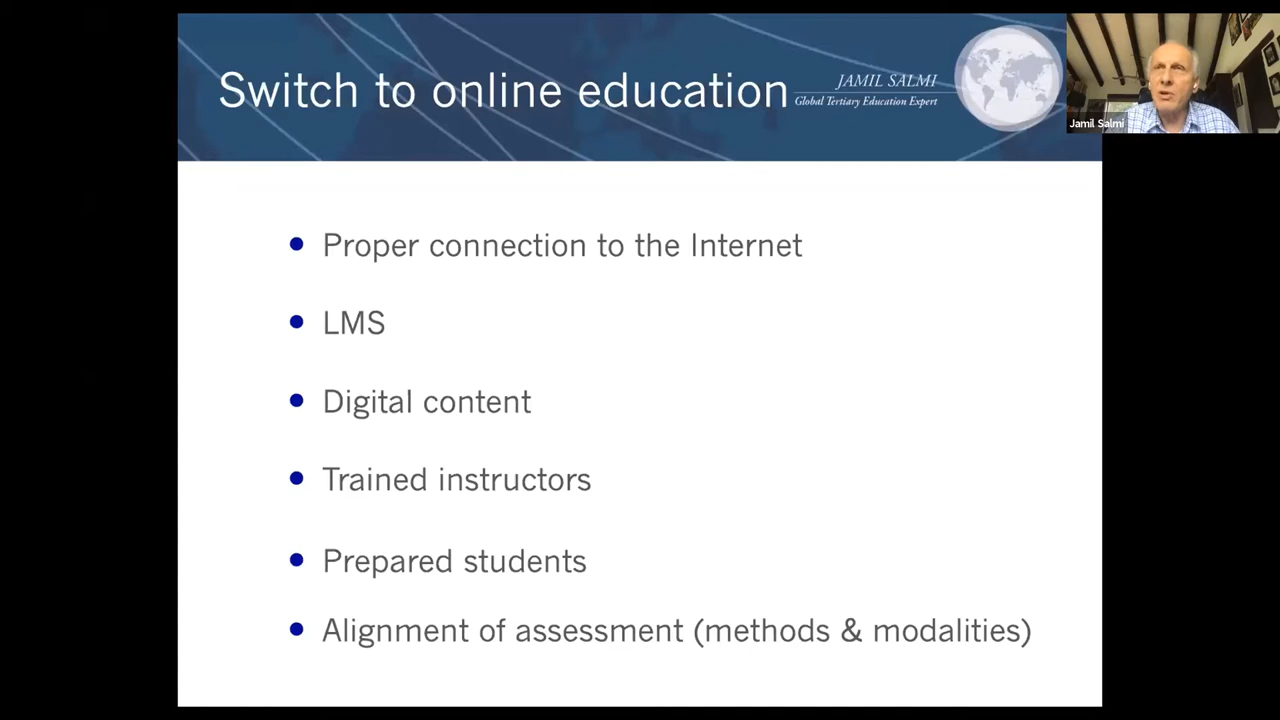 Switch to online education
JAMIL SALMI
Global Tertiary Education Expert
Jamil Salmi
Proper connection to the Internet
LMS
Digital content
Trained instructors
Prepared students
Alignment of assessment (methods & modalities)